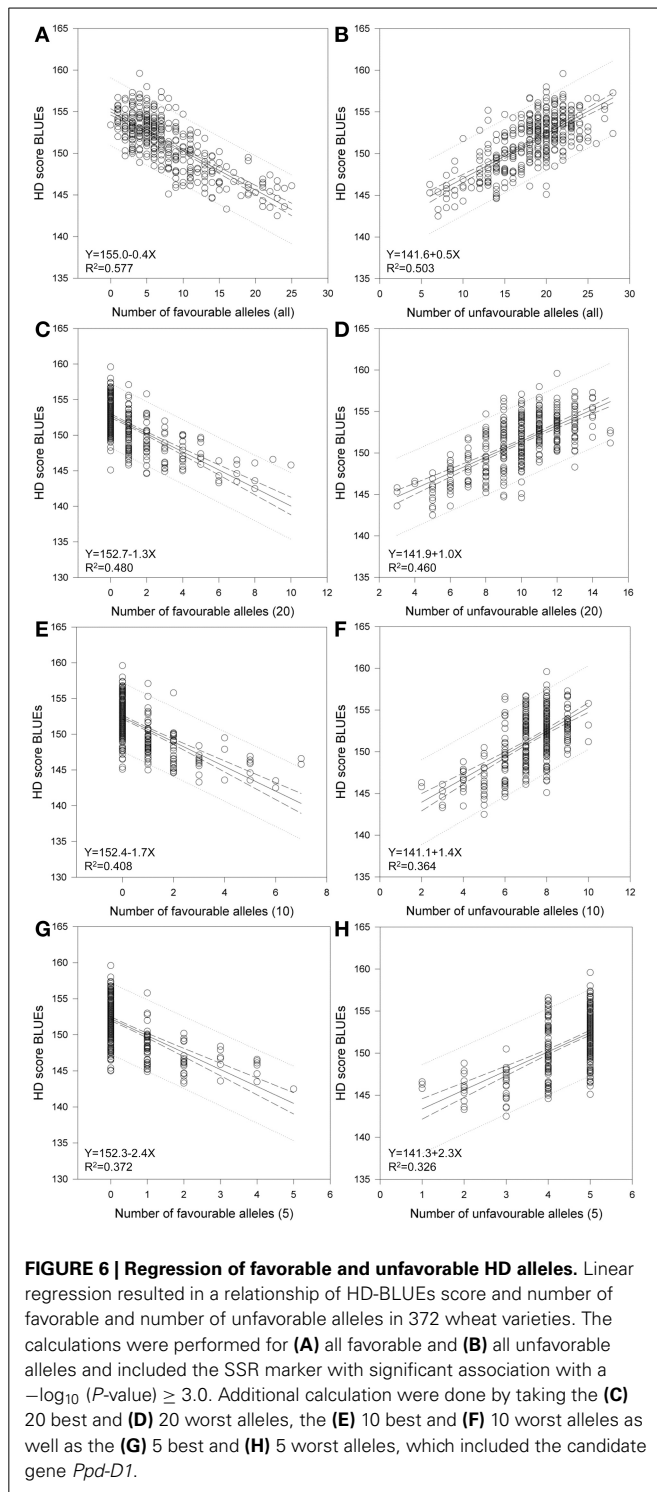 A
B
HD score BLUEs
165
160
155
150
145
140
135
0 5 10 15 20 25 30
Y=155.0-0.4X
R²=0.577
Number of favourable alleles (all)
HD score BLUEs
165
160
155
150
145
140
135
0 5 10 15 20 25 30
Y=141.6+0.5X
R²=0.503
Number of unfavourable alleles (all)
C
D
HD score BLUEs
165
160
155
150
145
140
135
130
0 2 4 6 8 10 12
Y=152.7-1.3X
R²=0.480
Number of favourable alleles (20)
HD score BLUEs
165
160
155
150
145
140
135
2 4 6 8 10 12 14 16
Y=141.9+1.0X
R²=0.460
Number of unfavourable alleles (20)
E
F
HD score BLUEs
165
160
155
150
145
140
135
130
0 2 4 6 8
Y=152.4-1.7X
R²=0.408
Number of favourable alleles (10)
HD score BLUEs
165
160
155
150
145
140
135
0 2 4 6 8 10 12
Y=141.1+1.4X
R²=0.364
Number of unfavourable alleles (10)
G
H
HD score BLUEs
165
160
155
150
145
140
135
130
0 1 2 3 4 5 6
Y=152.3-2.4X
R²=0.372
Number of favourable alleles (5)
HD score BLUEs
165
160
155
150
145
140
135
0 1 2 3 4 5 6
Y=141.3+2.3X
R²=0.326
Number of unfavourable alleles (5)
FIGURE 6 | Regression of favorable and unfavorable HD alleles. Linear
regression resulted in a relationship of HD-BLUEs score and number of
favorable and number of unfavorable alleles in 372 wheat varieties. The
calculations were performed for (A) all favorable and (B) all unfavorable
alleles and included the SSR marker with significant association with a
−log₁₀ (P-value) ≥ 3.0. Additional calculation were done by taking the (C)
20 best and (D) 20 worst alleles, the (E) 10 best and (F) 10 worst alleles as
well as the (G) 5 best and (H) 5 worst alleles, which included the candidate
gene Ppd-D1.